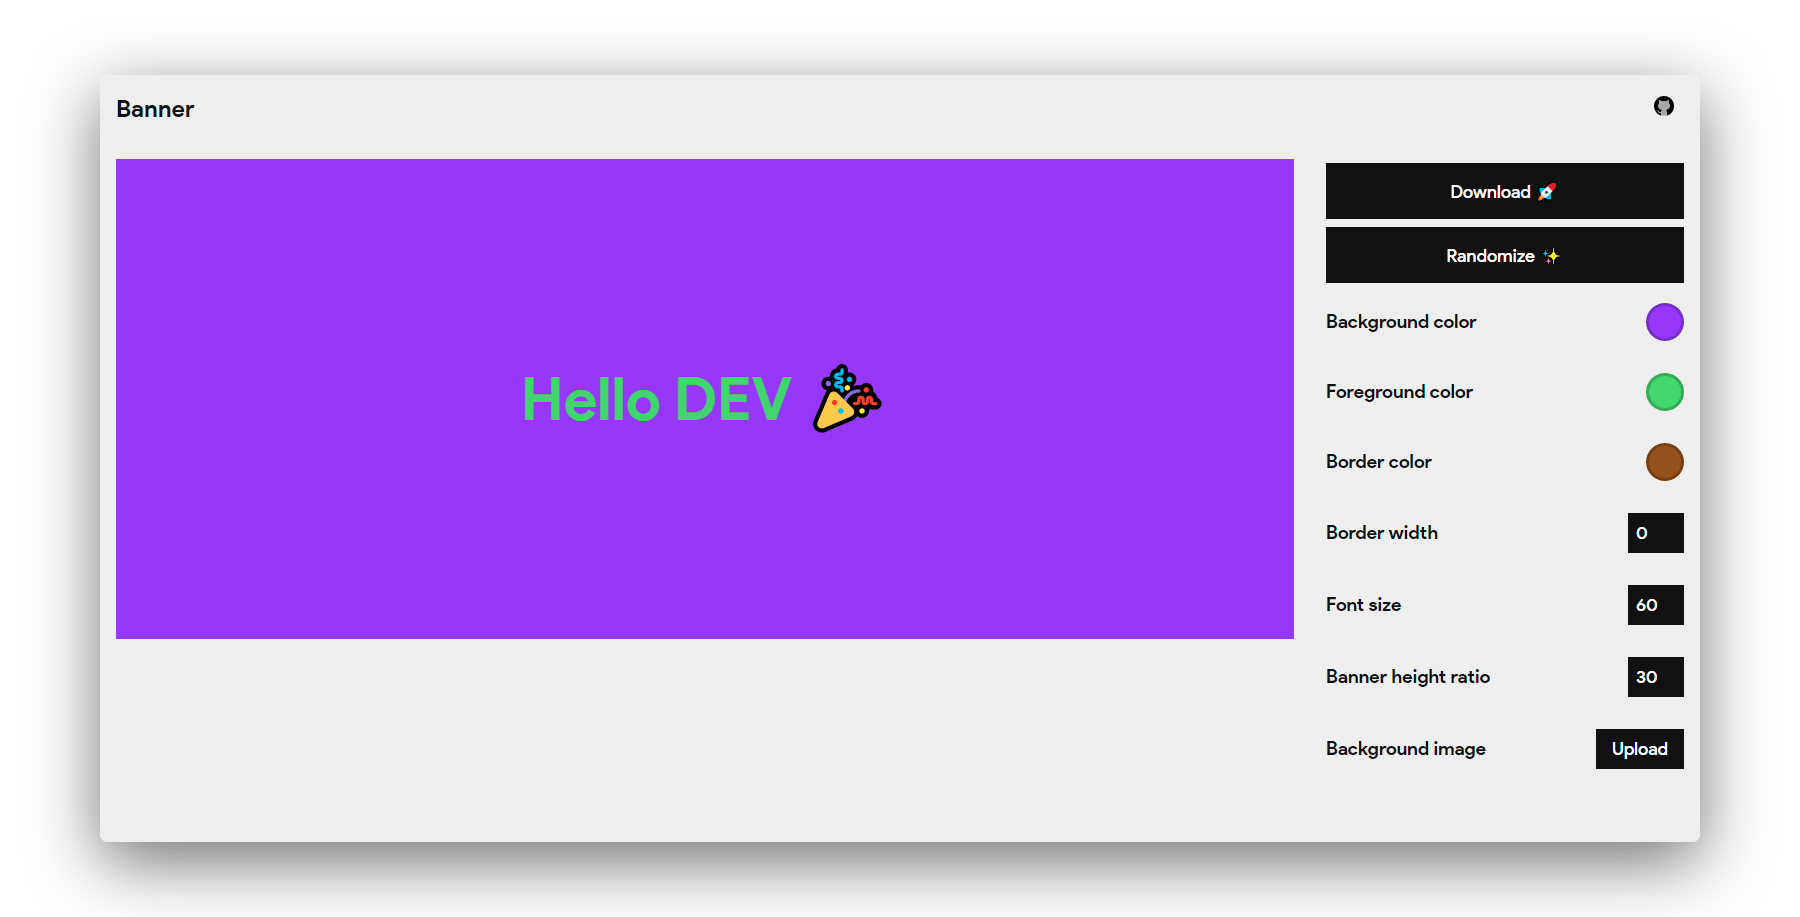 Banner
Hello DEV 🎉
Download 🚀
Randomize ✨
Background color
Foreground color
Border color
Border width 0
Font size 60
Banner height ratio 30
Background image Upload